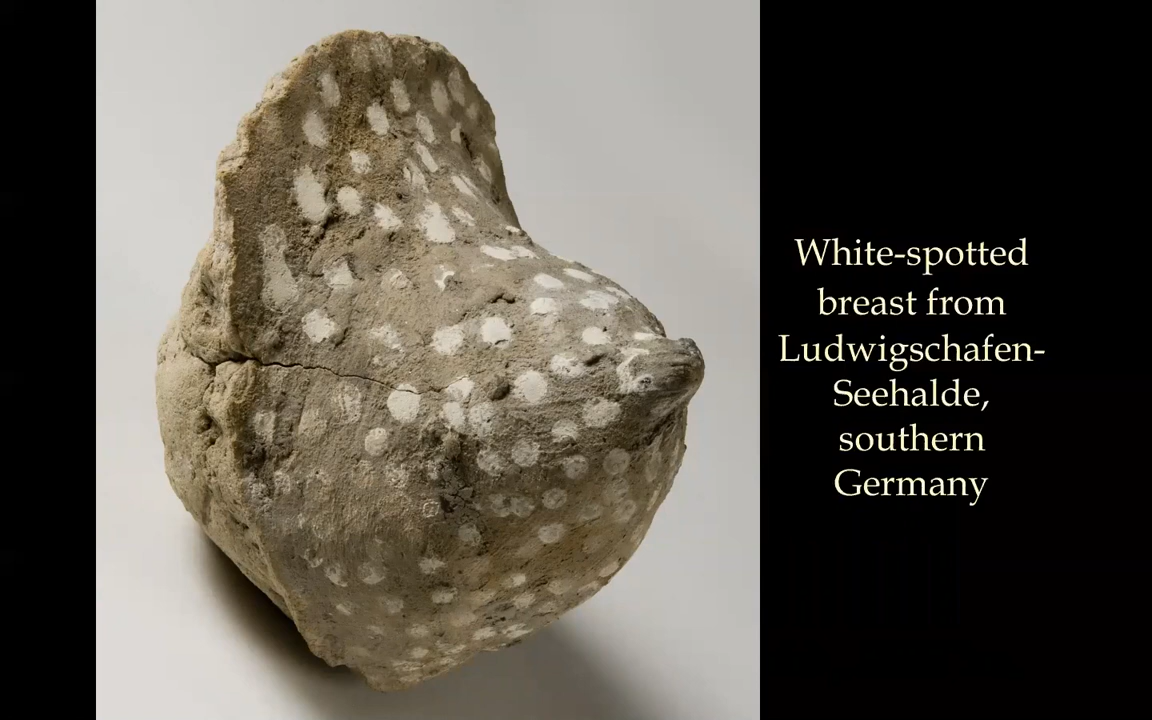 White-spotted
breast from
Ludwigschafen-
Seehalde,
southern
Germany